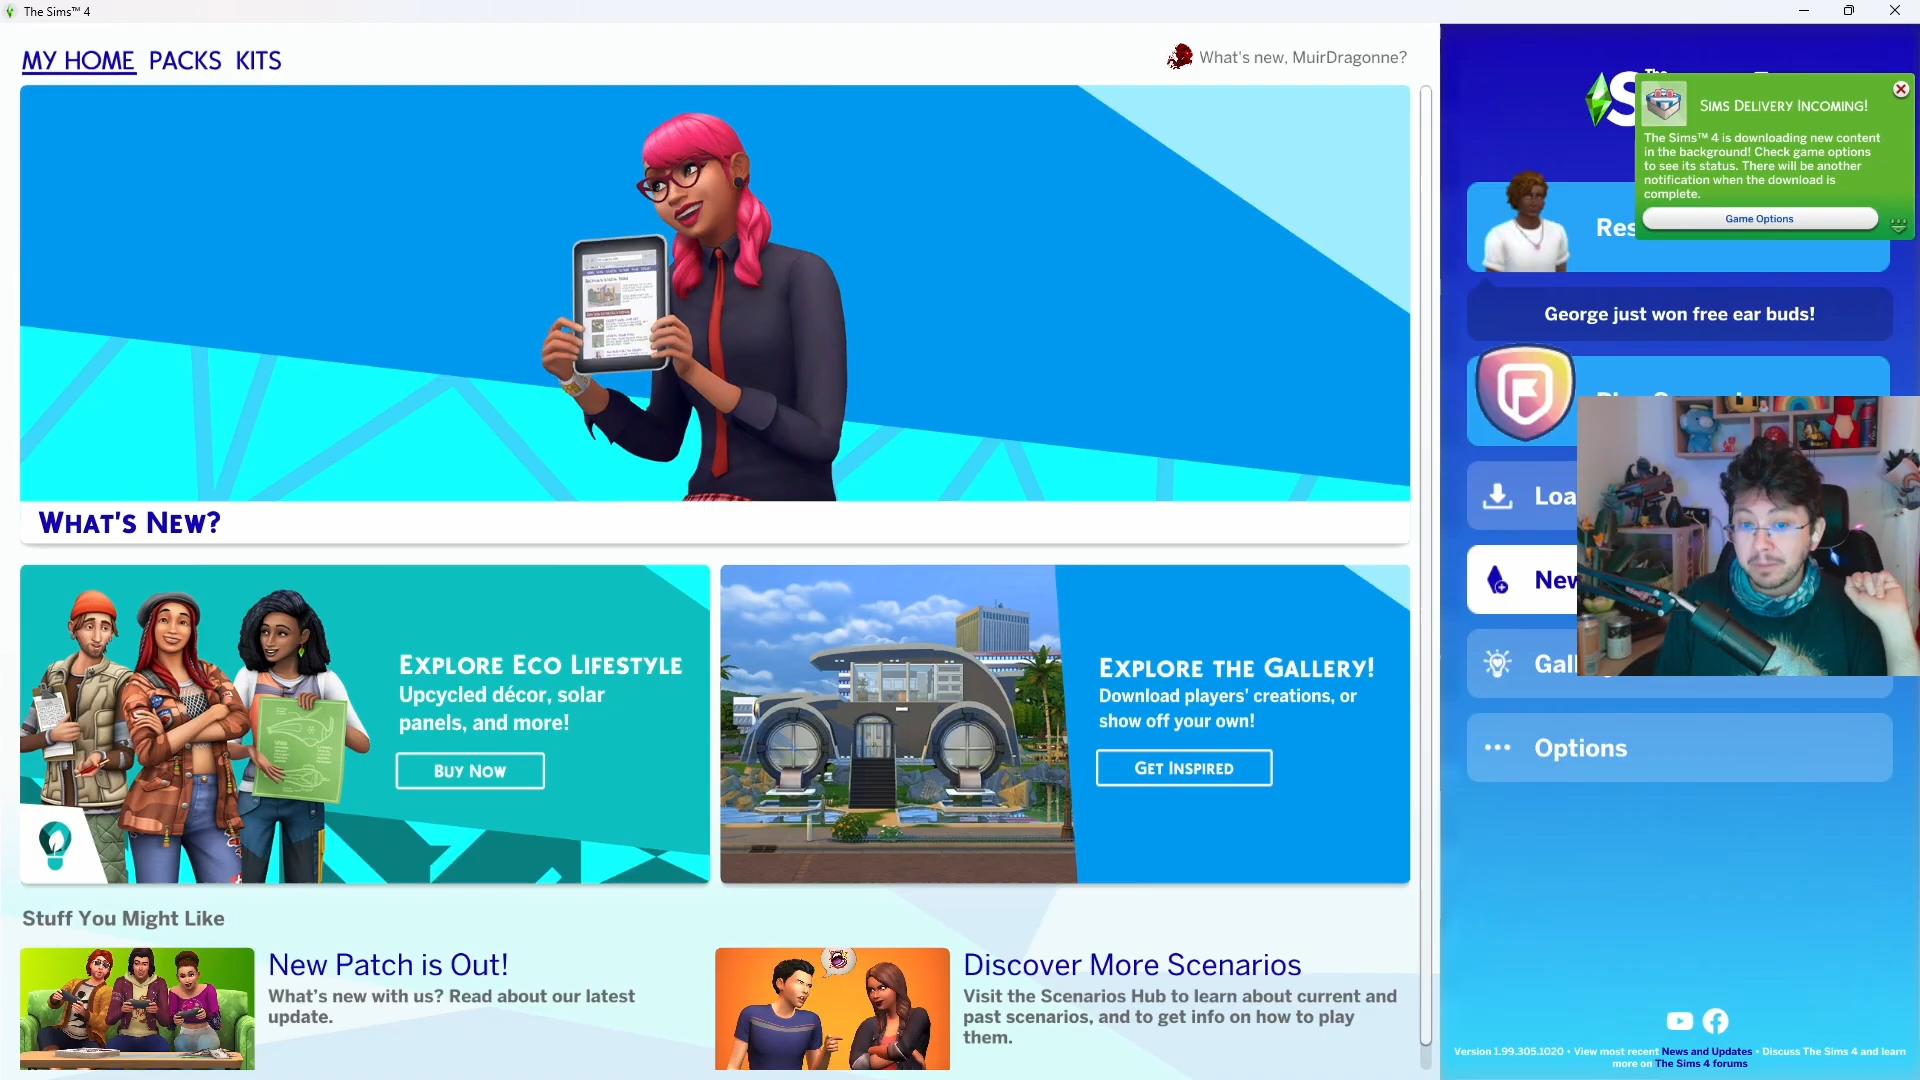 The Sims™ 4
MY HOME PACKS KITS
What's new, MuirDragonne?
What's New?
Explore Eco Lifestyle
Upcycled décor, solar
panels, and more!
Buy Now
Explore the Gallery!
Download players' creations, or
show off your own!
Get Inspired
Stuff You Might Like
New Patch is Out!
What's new with us? Read about our latest
update.
Discover More Scenarios
Visit the Scenarios Hub to learn about current and
past scenarios, and to get info on how to play
them.
The
Sims Delivery Incoming!
The Sims™ 4 is downloading new content
in the background! Check game options
to see its status. There will be another
notification when the download is
complete.
Game Options
Res
George just won free ear buds!
Loa
New
Gall
Options
Version 1.99.305.1020 • View most recent News and Updates • Discuss The Sims 4 and learn
more on The Sims 4 forums